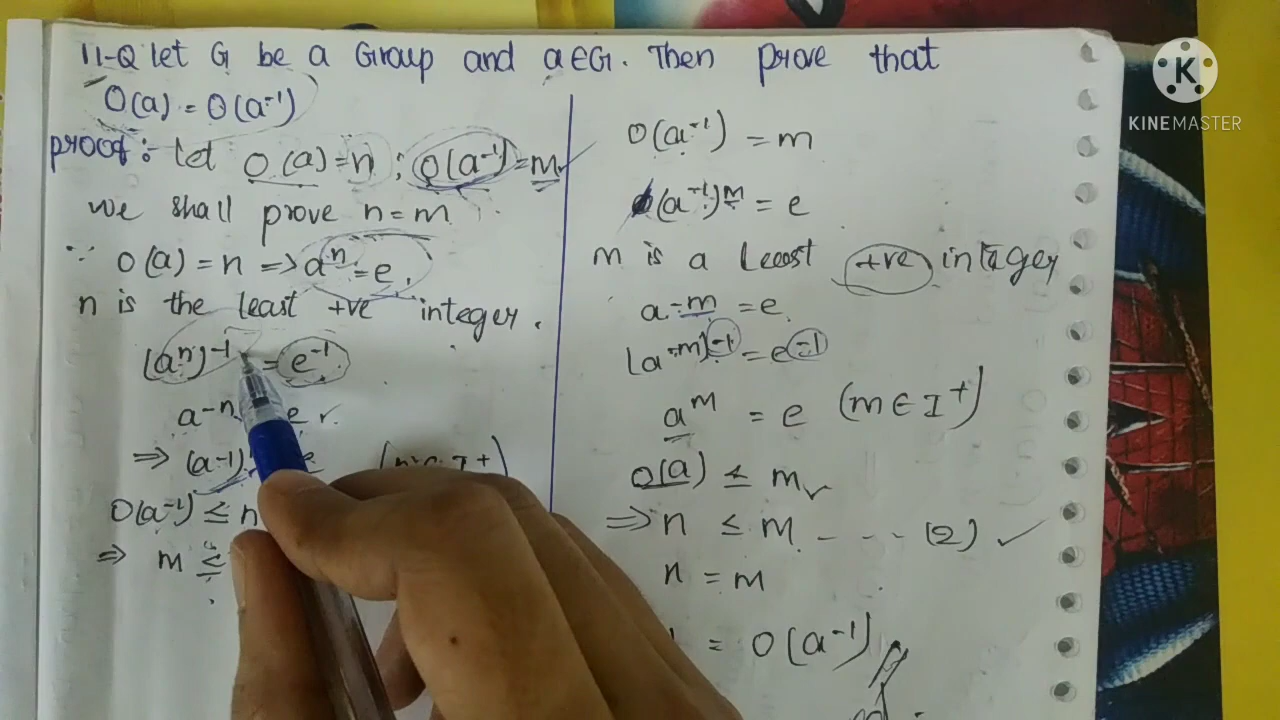 11-Q let G be a Group and a∈G. Then prove that
O(a) = O(a⁻¹)
proof: let O(a)=n ; O(a⁻¹)=m
we shall prove n=m
∵ O(a) = n => aⁿ = e.
n is the least +ve integer.
(aⁿ)⁻¹ = e⁻¹
a⁻ⁿ e
=> (a-1) e
O(a⁻¹) ≤ n
=> m ≤
O(a⁻¹) = m
(a⁻¹)ᵐ = e
m is a least +ve integer
a⁻ᵐ = e
(a⁻ᵐ)⁻¹ = e⁻¹
aᵐ = e (m ∈ I⁺)
O(a) ≤ m
=> n ≤ m - - - (2) ✓
n = m
= O(a⁻¹)
KINEMASTER